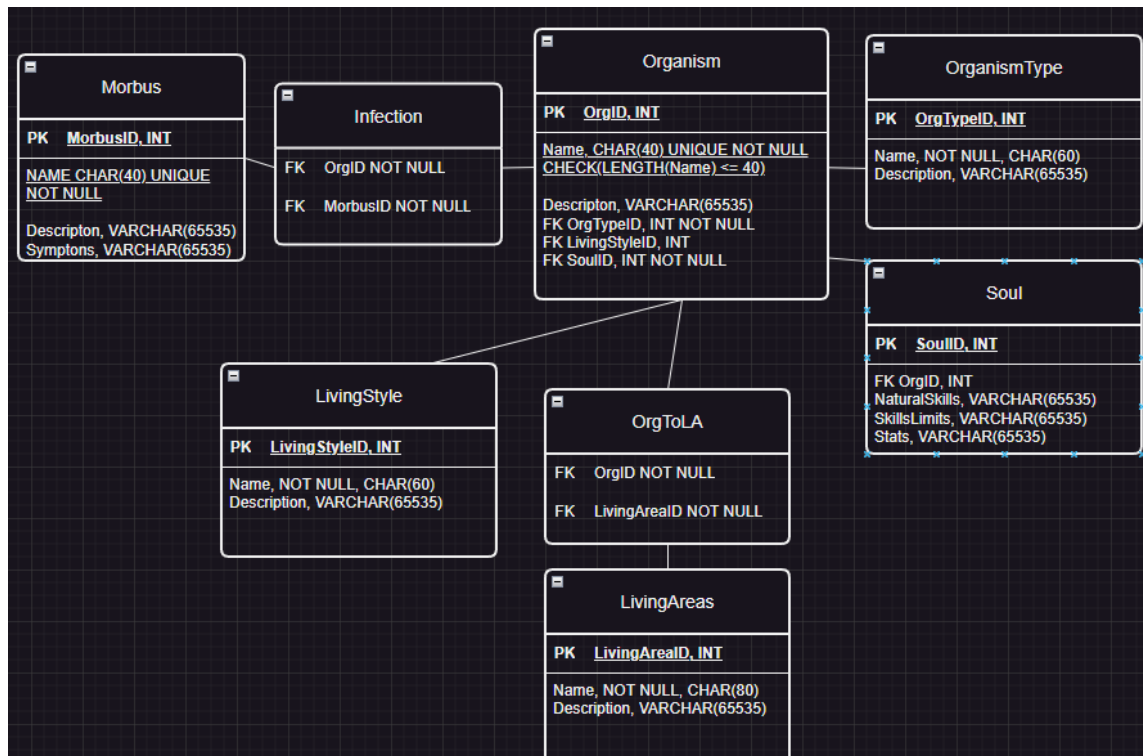 Morbus
PK MorbusID, INT
NAME CHAR(40) UNIQUE
NOT NULL
Descripton, VARCHAR(65535)
Symptons, VARCHAR(65535)
Infection
FK OrgID NOT NULL
FK MorbusID NOT NULL
Organism
PK OrgID, INT
Name, CHAR(40) UNIQUE NOT NULL
CHECK(LENGTH(Name) <= 40)
Descripton, VARCHAR(65535)
FK OrgTypeID, INT NOT NULL
FK LivingStyleID, INT
FK SoulID, INT NOT NULL
OrganismType
PK OrgTypeID, INT
Name, NOT NULL, CHAR(60)
Description, VARCHAR(65535)
Soul
PK SoulID, INT
FK OrgID, INT
NaturalSkills, VARCHAR(65535)
SkillsLimits, VARCHAR(65535)
Stats, VARCHAR(65535)
LivingStyle
PK LivingStyleID, INT
Name, NOT NULL, CHAR(60)
Description, VARCHAR(65535)
OrgToLA
FK OrgID NOT NULL
FK LivingAreaID NOT NULL
LivingAreas
PK LivingAreaID, INT
Name, NOT NULL, CHAR(80)
Description, VARCHAR(65535)